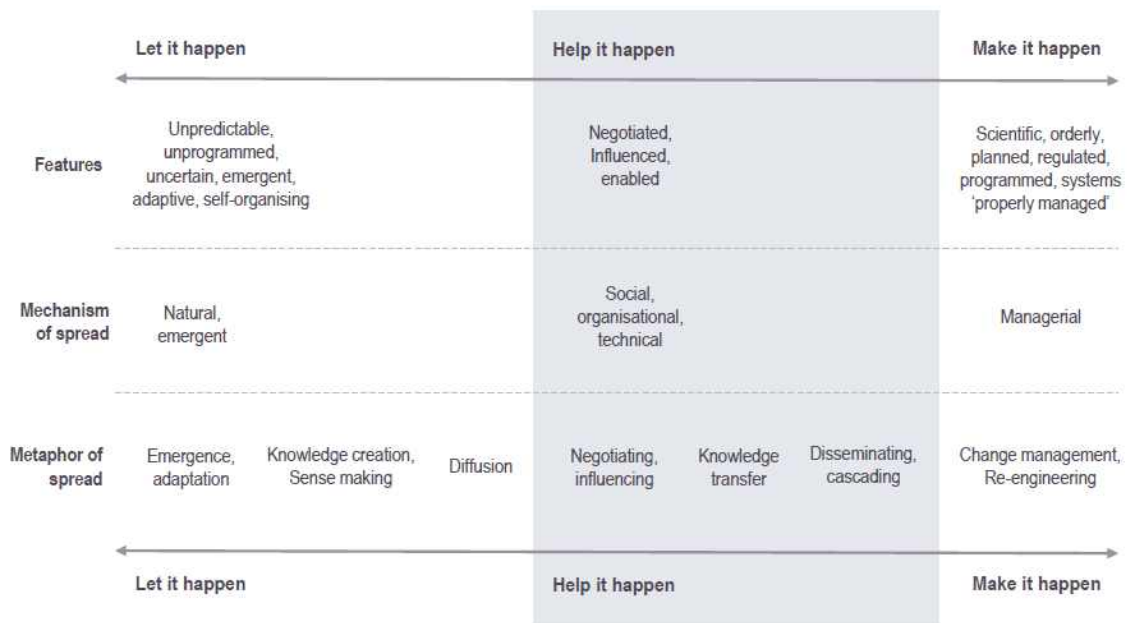 Let it happen
Help it happen
Make it happen
Features
Unpredictable,
unprogrammed,
uncertain, emergent,
adaptive, self-organising
Negotiated,
Influenced,
enabled
Scientific, orderly,
planned, regulated,
programmed, systems
‘properly managed’
Mechanism
of spread
Natural,
emergent
Social,
organisational,
technical
Managerial
Metaphor of
spread
Emergence,
adaptation
Knowledge creation,
Sense making
Diffusion
Negotiating,
influencing
Knowledge
transfer
Disseminating,
cascading
Change management,
Re-engineering
Let it happen
Help it happen
Make it happen